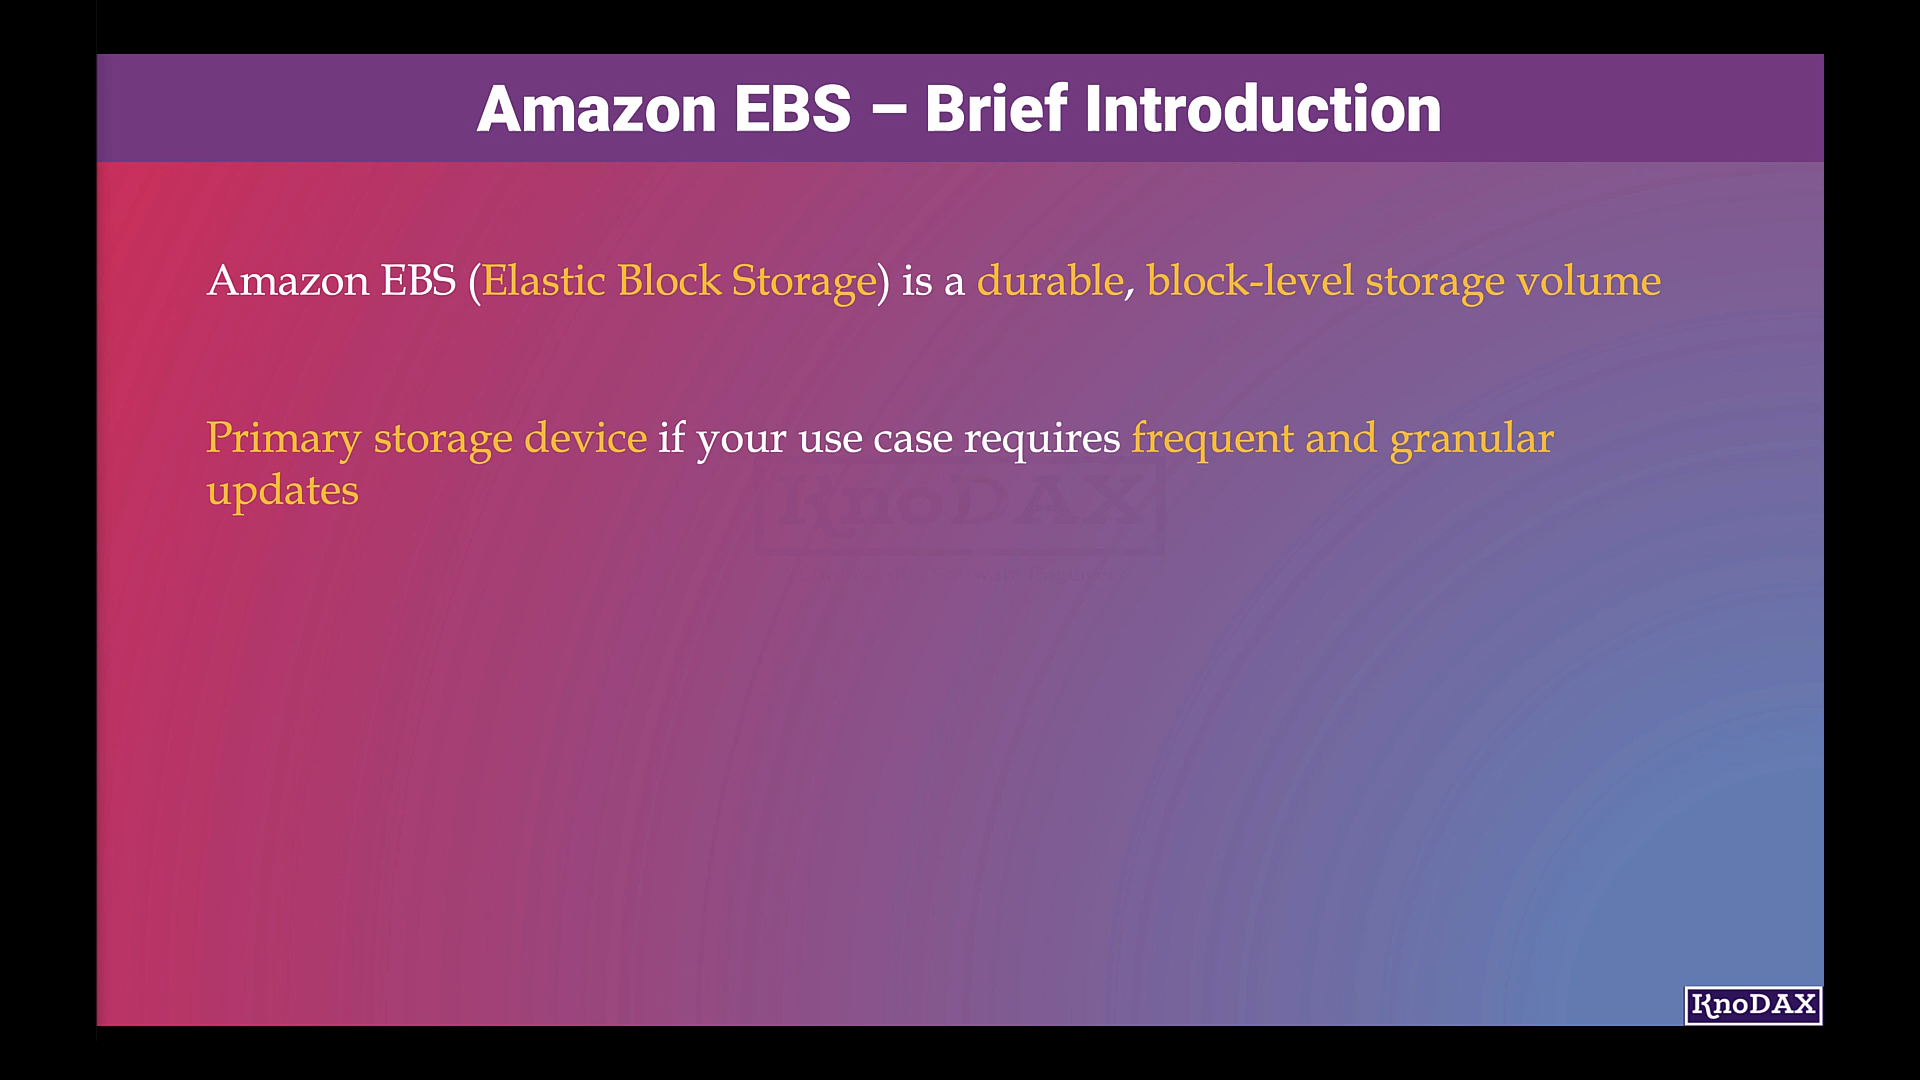 Amazon EBS – Brief Introduction
Amazon EBS (Elastic Block Storage) is a durable, block-level storage volume
Primary storage device if your use case requires frequent and granular
updates
KnoDAX
KnoDAX